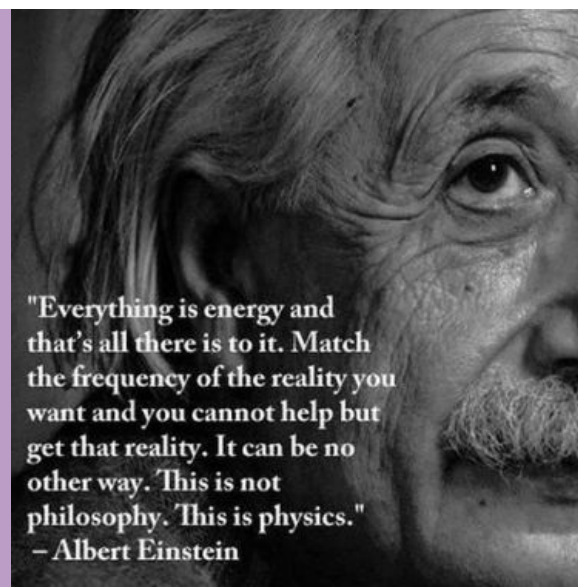 "Everything is energy and
that's all there is to it. Match
the frequency of the reality you
want and you cannot help but
get that reality. It can be no
other way. This is not
philosophy. This is physics."
– Albert Einstein